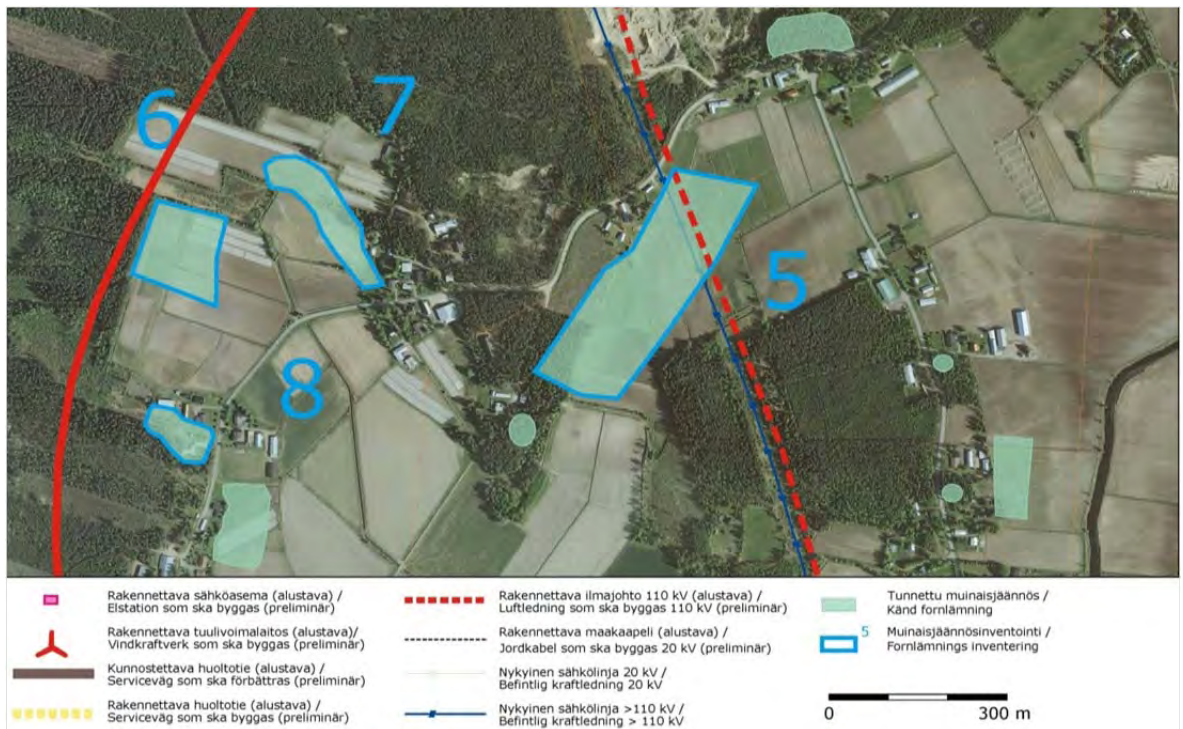 6
7
5
8
Rakennettava sähköasema (alustava) /
Elstation som ska byggas (preliminär)
Rakennettava tuulivoimalaitos (alustava)/
Vindkraftverk som ska byggas (preliminär)
Kunnostettava huoltotie (alustava) /
Serviceväg som ska förbättras (preliminär)
Rakennettava huoltotie (alustava) /
Serviceväg som ska byggas (preliminär)
Rakennettava ilmajohto 110 kV (alustava) /
Luftledning som ska byggas 110 kV (preliminär)
Rakennettava maakaapeli (alustava) /
Jordkabel som ska byggas 20 kV (preliminär)
Nykyinen sähkölinja 20 kV /
Befintlig kraftledning 20 kV
Nykyinen sähkölinja >110 kV /
Befintlig kraftledning > 110 kV
Tunnettu muinaisjäännös /
Känd fornlämning
5 Muinaisjäännösinventointi /
Fornlämnings inventering
0 300 m